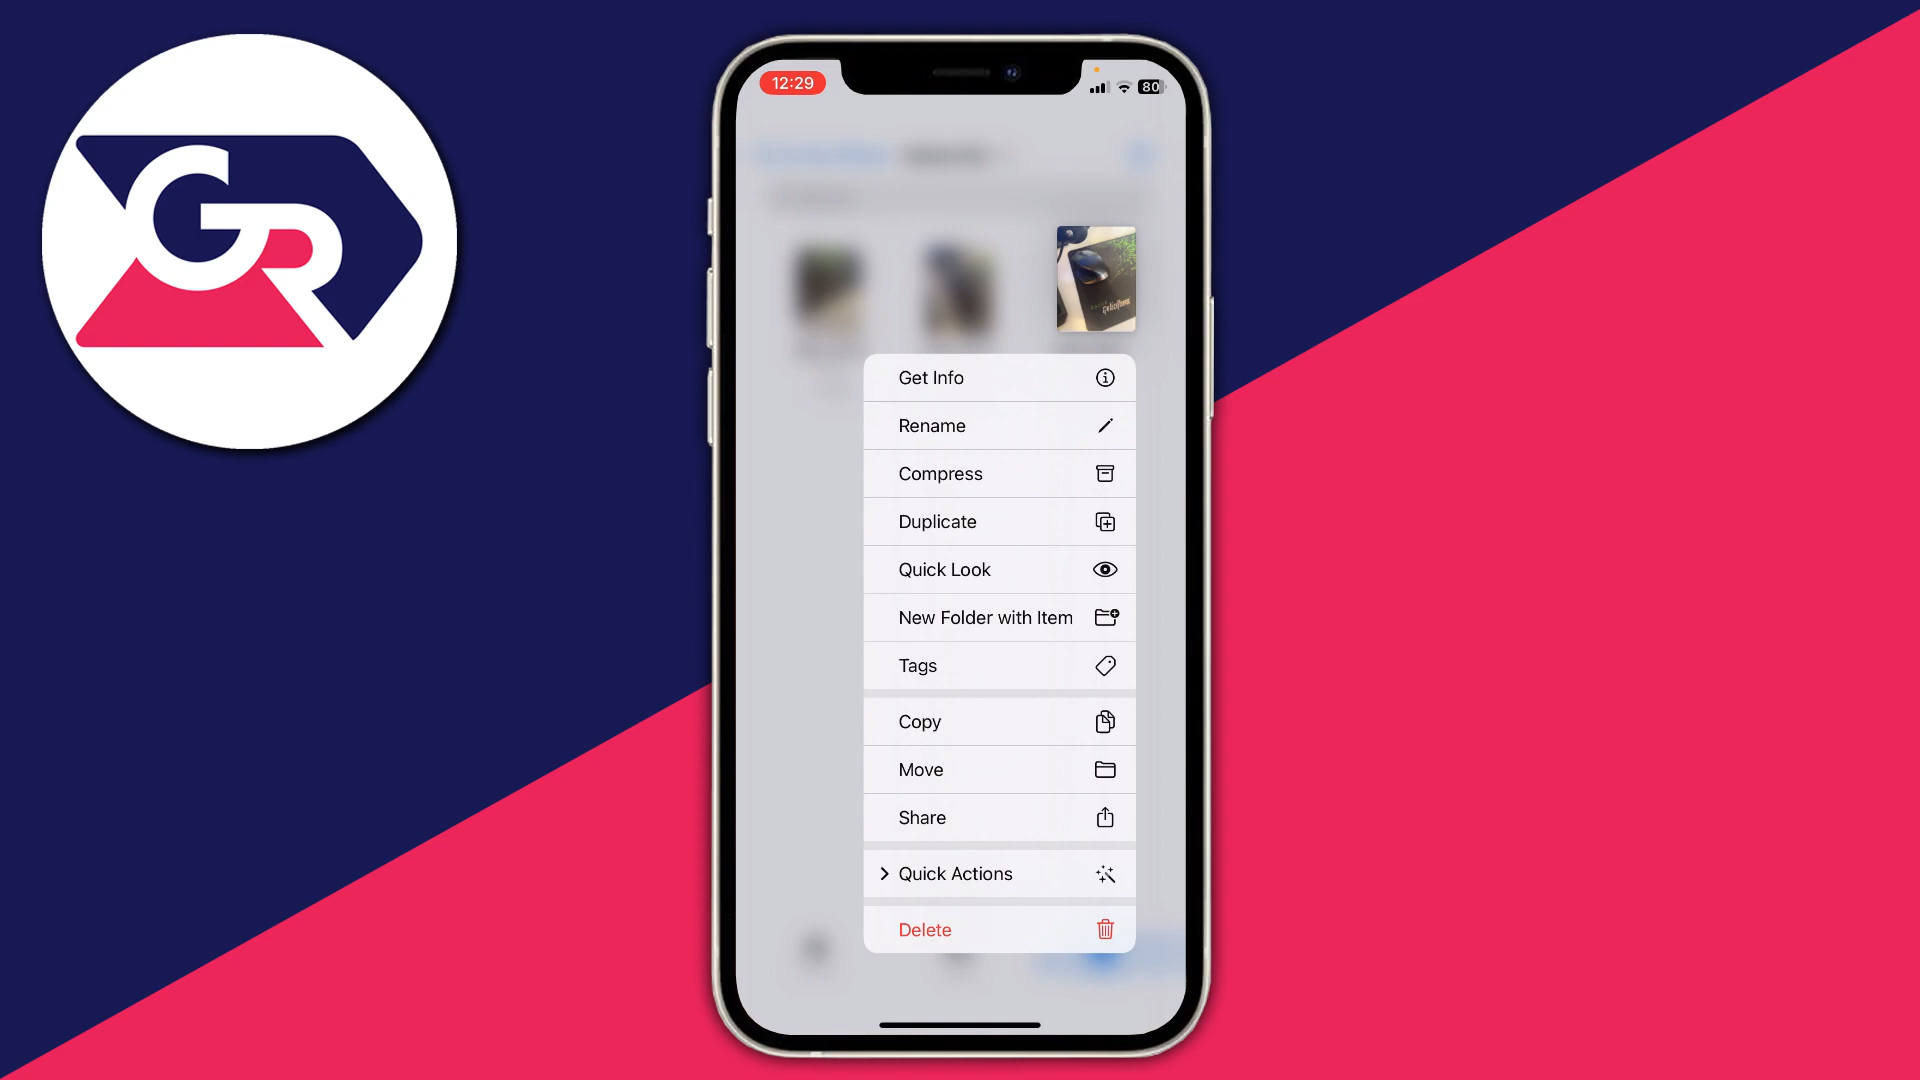 GR
12:29
80
Get Info
Rename
Compress
Duplicate
Quick Look
New Folder with Item
Tags
Copy
Move
Share
Quick Actions
Delete